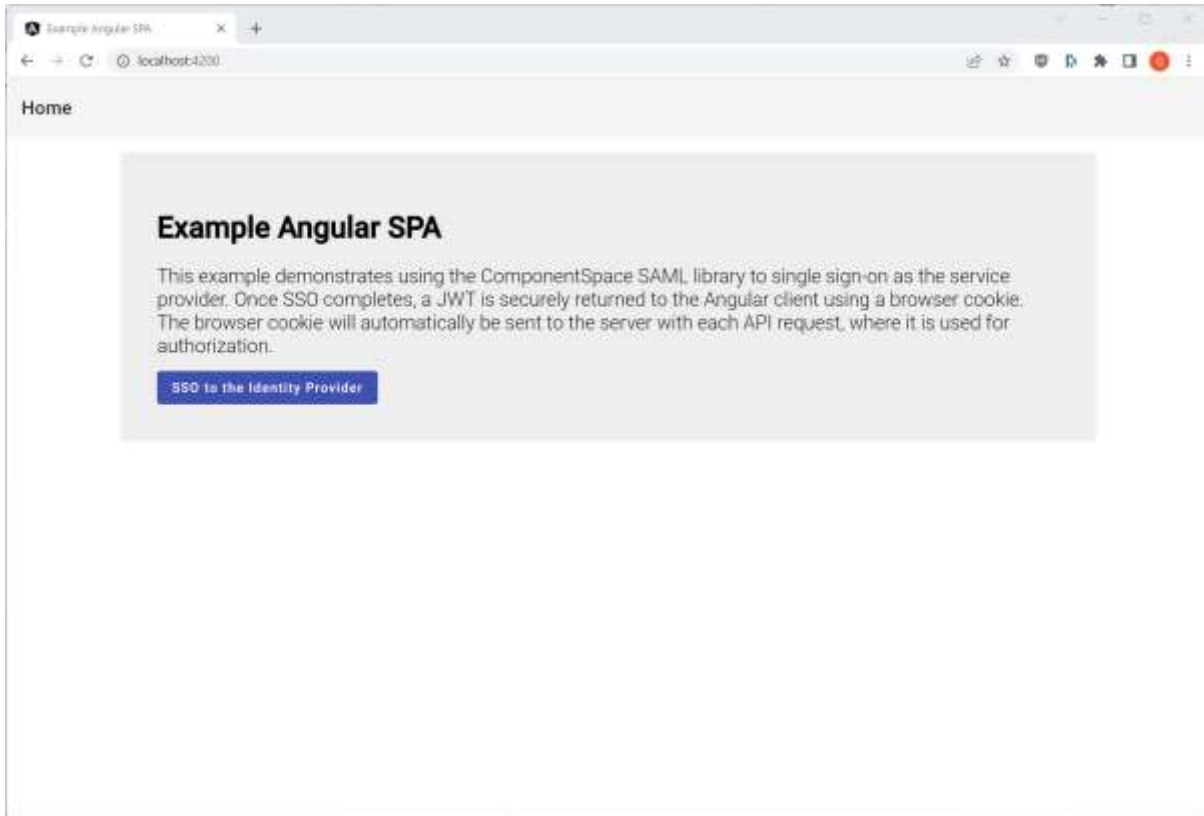 Example Angular SPA
localhost:4200
Home
Example Angular SPA
This example demonstrates using the ComponentSpace SAML library to single sign-on as the service
provider. Once SSO completes, a JWT is securely returned to the Angular client using a browser cookie.
The browser cookie will automatically be sent to the server with each API request, where it is used for
authorization.
SSO to the Identity Provider